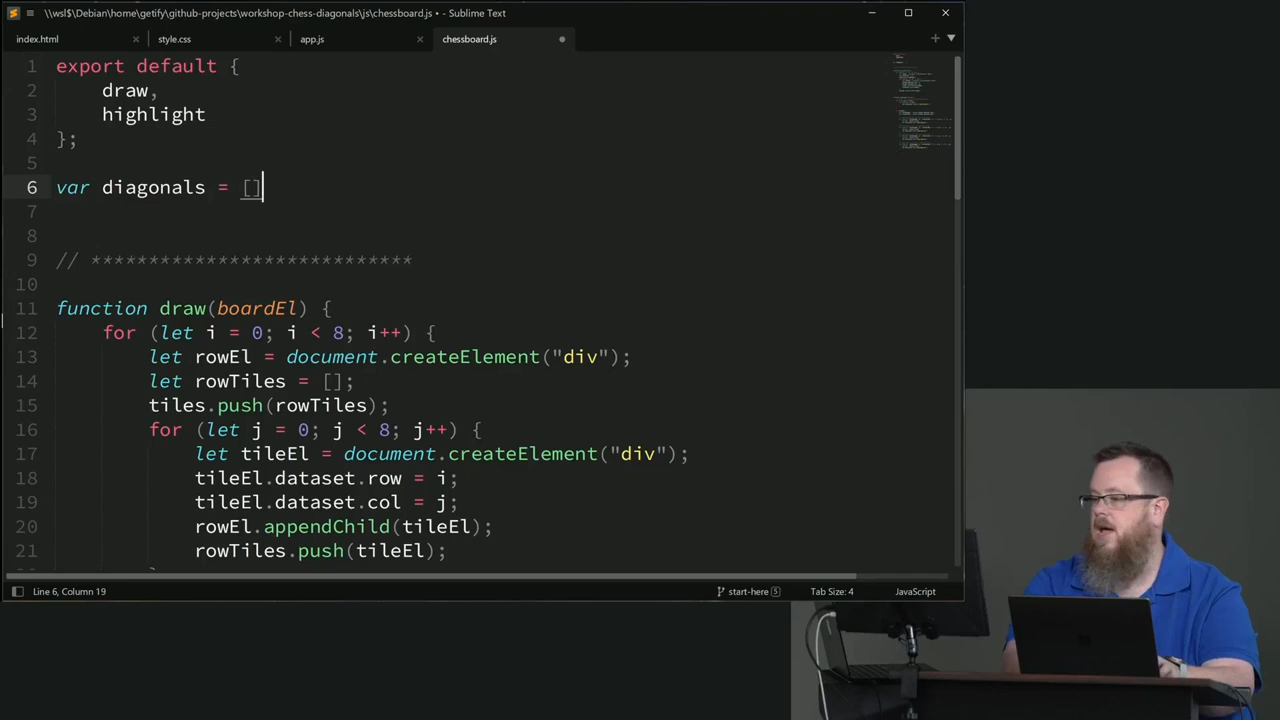 \\wsl$\Debian\home\getify\github-projects\workshop-chess-diagonals\js\chessboard.js • - Sublime Text
index.html
style.css
app.js
chessboard.js
1 export default {
2 draw,
3 highlight
4 };
5
6 var diagonals = []
7
8
9 // ****************************
10
11 function draw(boardEl) {
12 for (let i = 0; i < 8; i++) {
13 let rowEl = document.createElement("div");
14 let rowTiles = [];
15 tiles.push(rowTiles);
16 for (let j = 0; j < 8; j++) {
17 let tileEl = document.createElement("div");
18 tileEl.dataset.row = i;
19 tileEl.dataset.col = j;
20 rowEl.appendChild(tileEl);
21 rowTiles.push(tileEl);
Line 6, Column 19
start-here 5
Tab Size: 4
JavaScript